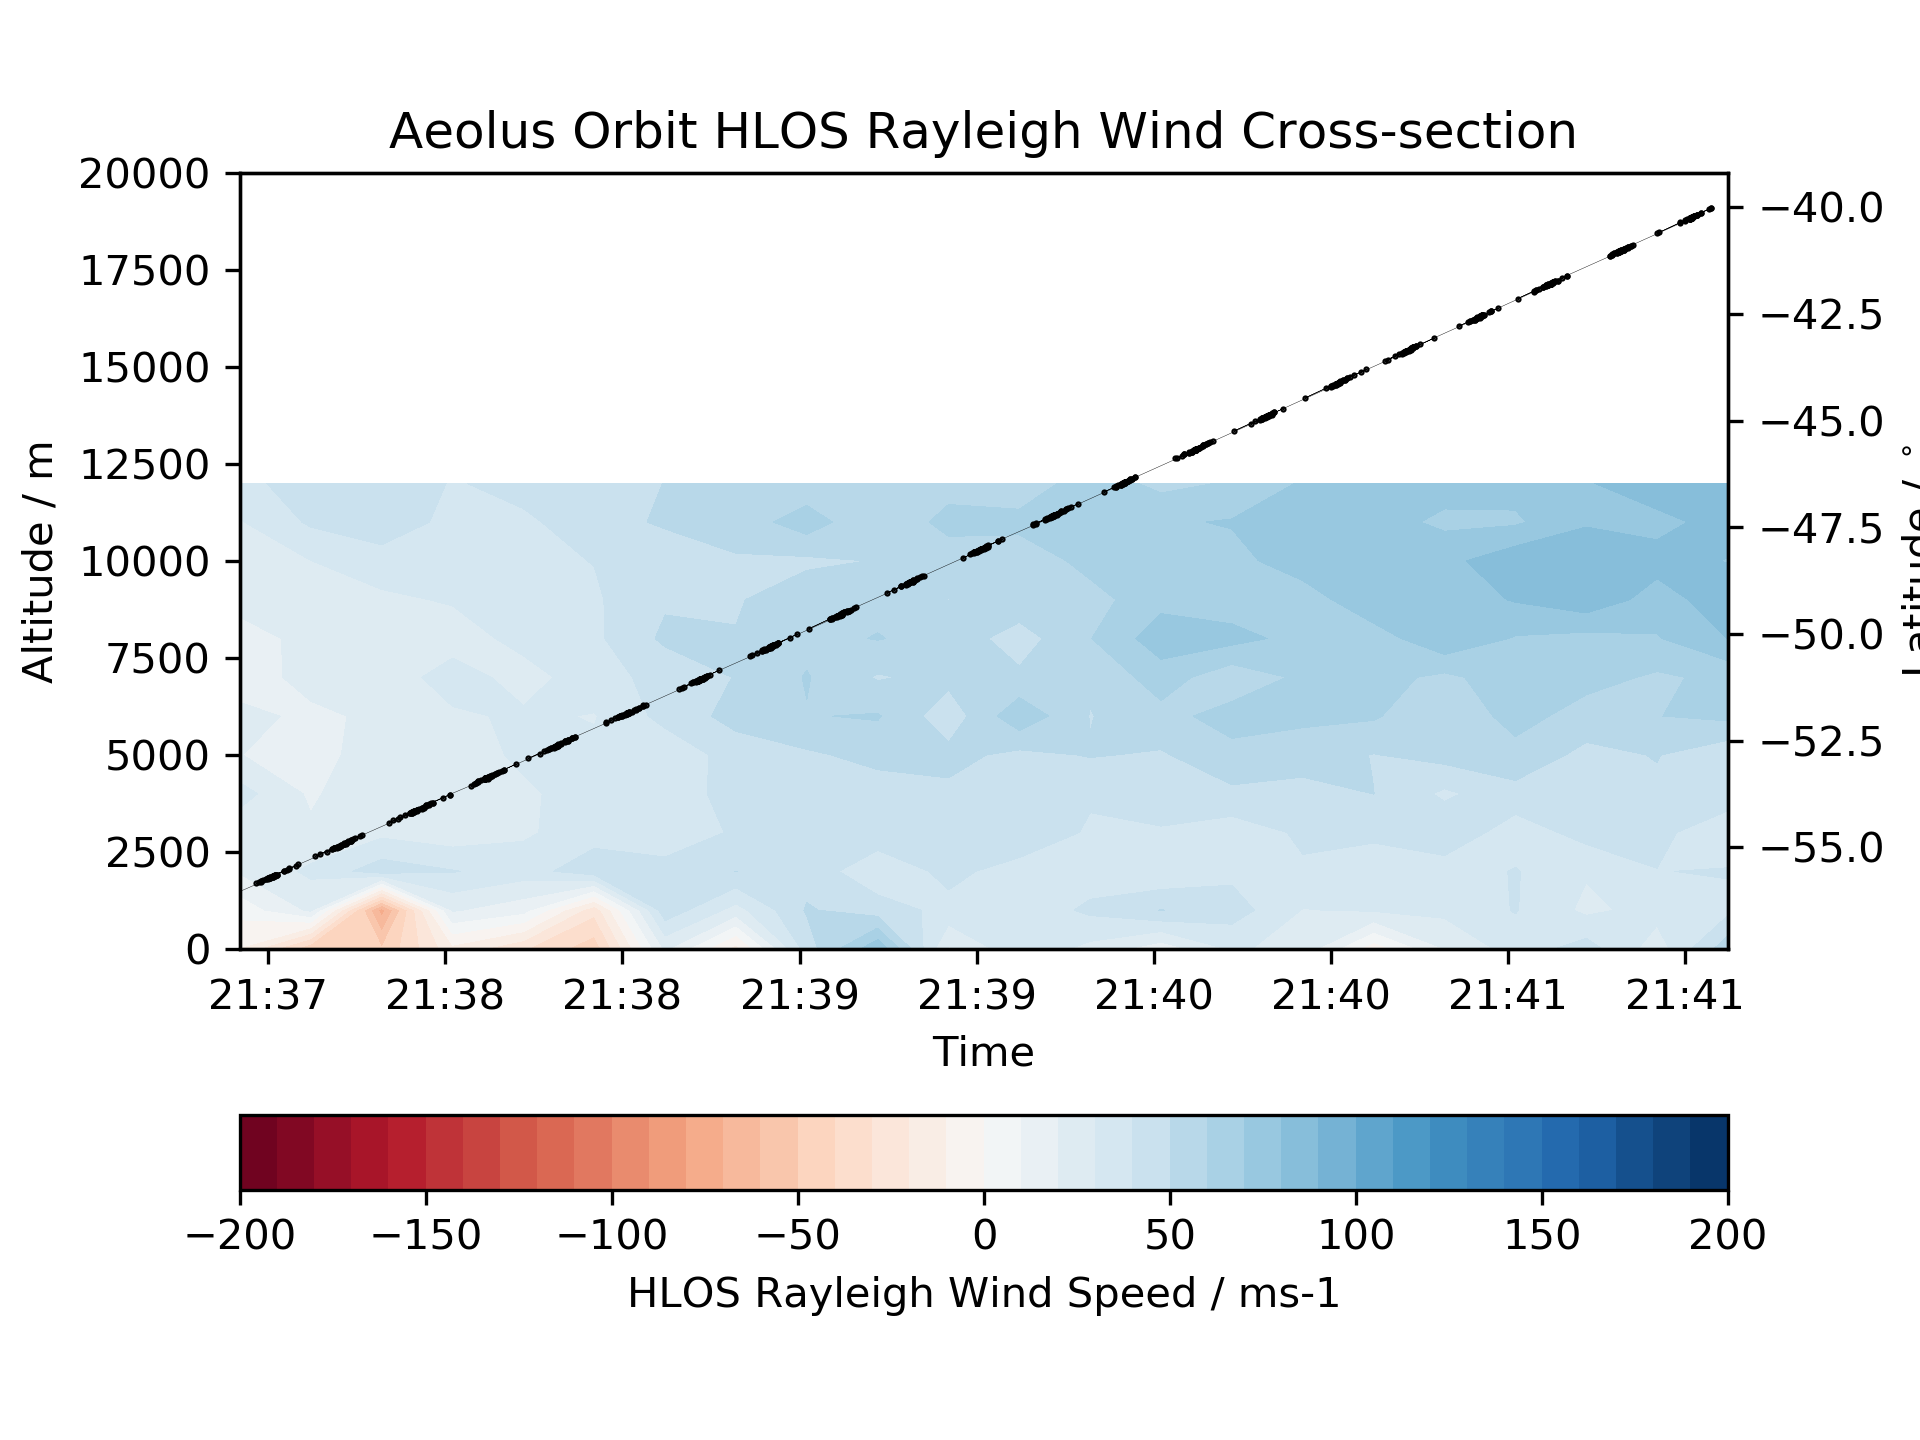 Aeolus Orbit HLOS Rayleigh Wind Cross-section
20000
17500
15000
12500
10000
7500
5000
2500
0
Altitude / m
−40.0
−42.5
−45.0
−47.5
−50.0
−52.5
−55.0
Latitude / °
21:37 21:38 21:38 21:39 21:39 21:40 21:40 21:41 21:41
Time
−200 −150 −100 −50 0 50 100 150 200
HLOS Rayleigh Wind Speed / ms-1